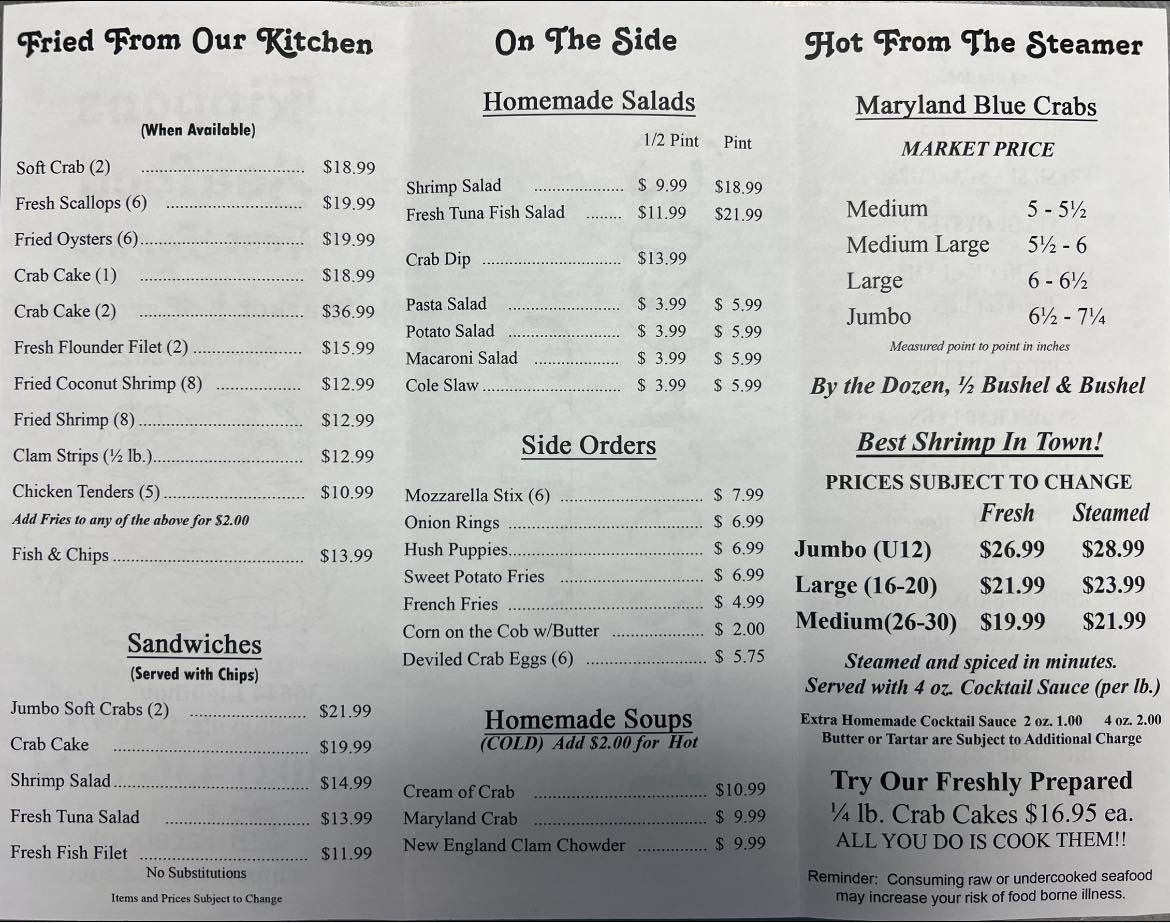 Fried From Our Kitchen
(When Available)
Soft Crab (2) ................................. $18.99
Fresh Scallops (6) ............................ $19.99
Fried Oysters (6)................................. $19.99
Crab Cake (1) ................................. $18.99
Crab Cake (2) ................................. $36.99
Fresh Flounder Filet (2) ...................... $15.99
Fried Coconut Shrimp (8) ................. $12.99
Fried Shrimp (8)................................. $12.99
Clam Strips (½ lb.).............................. $12.99
Chicken Tenders (5)............................ $10.99
Add Fries to any of the above for $2.00
Fish & Chips....................................... $13.99
Sandwiches
(Served with Chips)
Jumbo Soft Crabs (2) ........................ $21.99
Crab Cake ....................................... $19.99
Shrimp Salad....................................... $14.99
Fresh Tuna Salad ............................. $13.99
Fresh Fish Filet .................................. $11.99
No Substitutions
Items and Prices Subject to Change
On The Side
Homemade Salads
1/2 Pint Pint
Shrimp Salad .................... $ 9.99 $18.99
Fresh Tuna Fish Salad ........ $11.99 $21.99
Crab Dip ............................... $13.99
Pasta Salad ......................... $ 3.99 $ 5.99
Potato Salad ......................... $ 3.99 $ 5.99
Macaroni Salad ................... $ 3.99 $ 5.99
Cole Slaw............................... $ 3.99 $ 5.99
Side Orders
Mozzarella Stix (6) ................................ $ 7.99
Onion Rings ........................................... $ 6.99
Hush Puppies........................................... $ 6.99
Sweet Potato Fries ................................ $ 6.99
French Fries ........................................... $ 4.99
Corn on the Cob w/Butter .................... $ 2.00
Deviled Crab Eggs (6) ........................... $ 5.75
Homemade Soups
(COLD) Add $2.00 for Hot
Cream of Crab ...................................... $10.99
Maryland Crab ...................................... $ 9.99
New England Clam Chowder ............... $ 9.99
Hot From The Steamer
Maryland Blue Crabs
MARKET PRICE
Medium 5 - 5½
Medium Large 5½ - 6
Large 6 - 6½
Jumbo 6½ - 7¼
Measured point to point in inches
By the Dozen, ½ Bushel & Bushel
Best Shrimp In Town!
PRICES SUBJECT TO CHANGE
Fresh Steamed
Jumbo (U12) $26.99 $28.99
Large (16-20) $21.99 $23.99
Medium(26-30) $19.99 $21.99
Steamed and spiced in minutes.
Served with 4 oz. Cocktail Sauce (per lb.)
Extra Homemade Cocktail Sauce 2 oz. 1.00 4 oz. 2.00
Butter or Tartar are Subject to Additional Charge
Try Our Freshly Prepared
¼ lb. Crab Cakes $16.95 ea.
ALL YOU DO IS COOK THEM!!
Reminder: Consuming raw or undercooked seafood
may increase your risk of food borne illness.